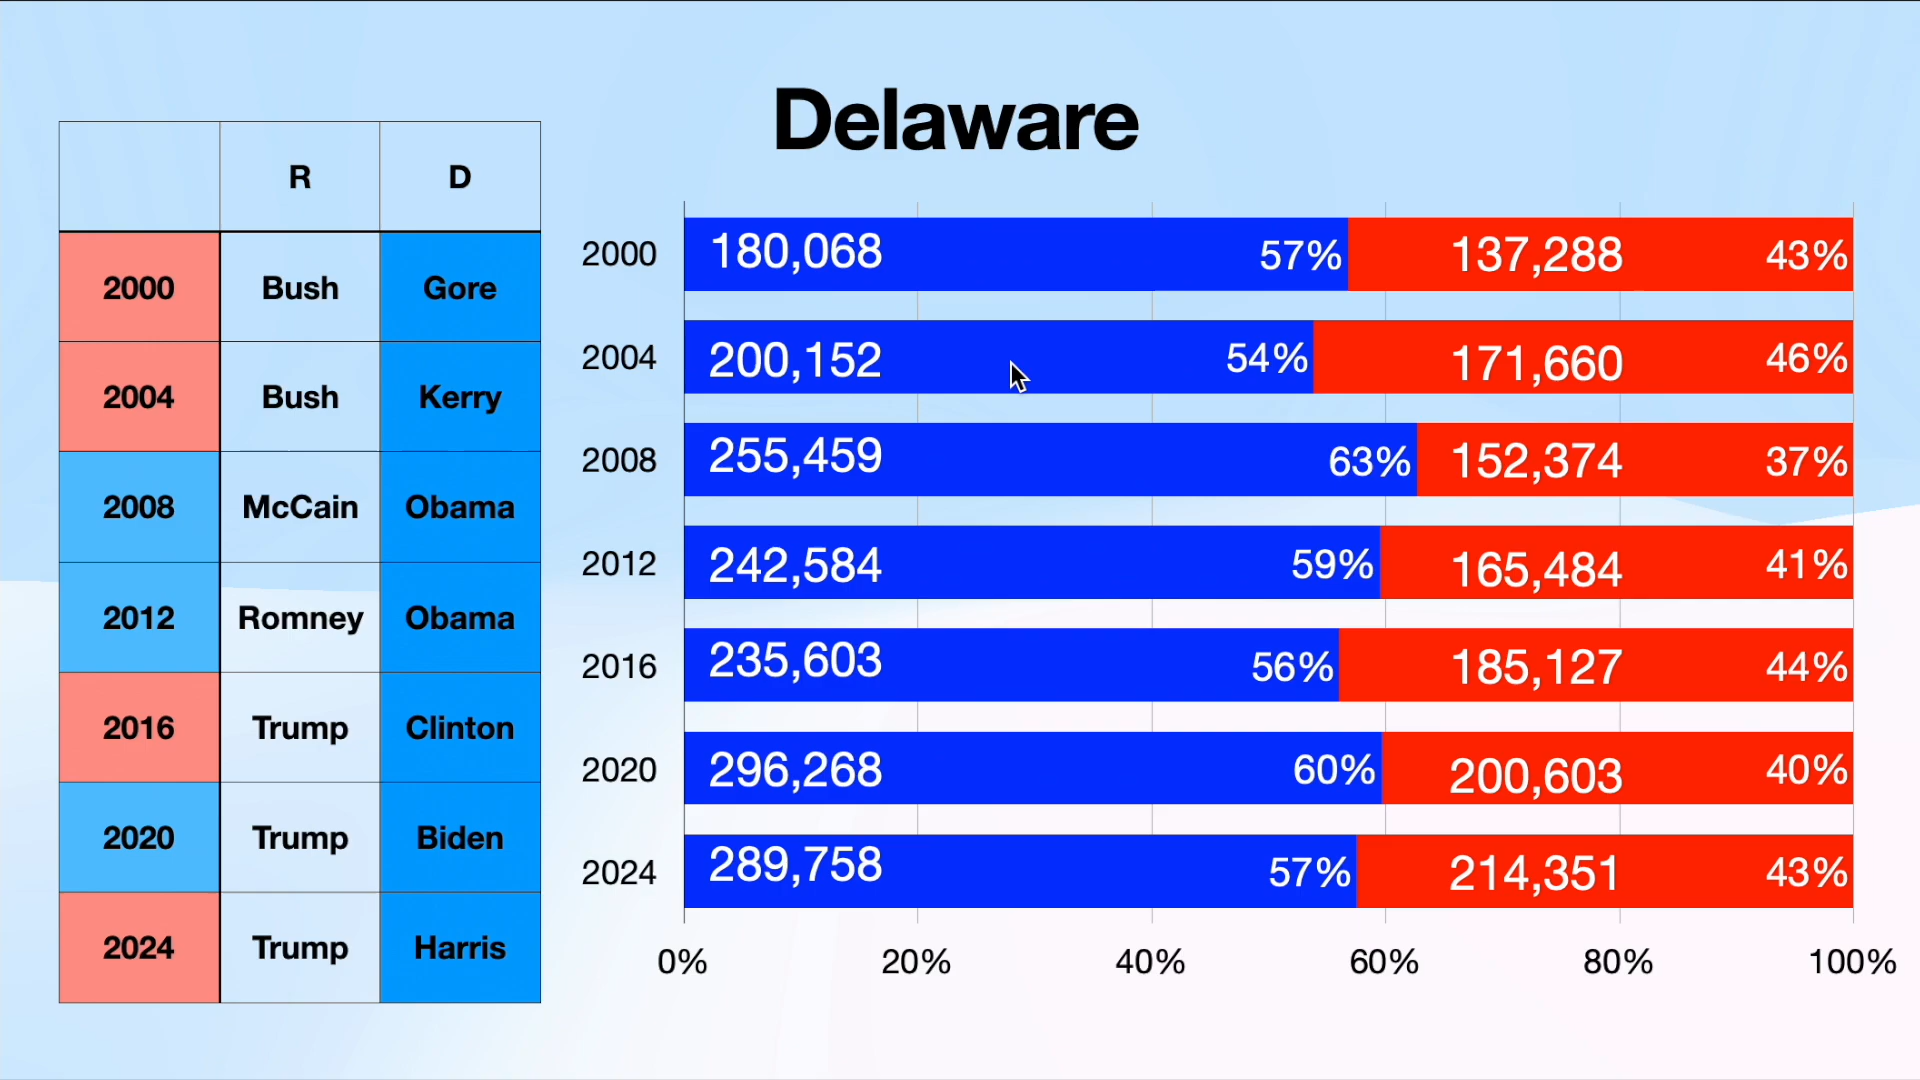 Delaware
R D
2000 Bush Gore
2004 Bush Kerry
2008 McCain Obama
2012 Romney Obama
2016 Trump Clinton
2020 Trump Biden
2024 Trump Harris
2000 180,068 57% 137,288 43%
2004 200,152 54% 171,660 46%
2008 255,459 63% 152,374 37%
2012 242,584 59% 165,484 41%
2016 235,603 56% 185,127 44%
2020 296,268 60% 200,603 40%
2024 289,758 57% 214,351 43%
0% 20% 40% 60% 80% 100%